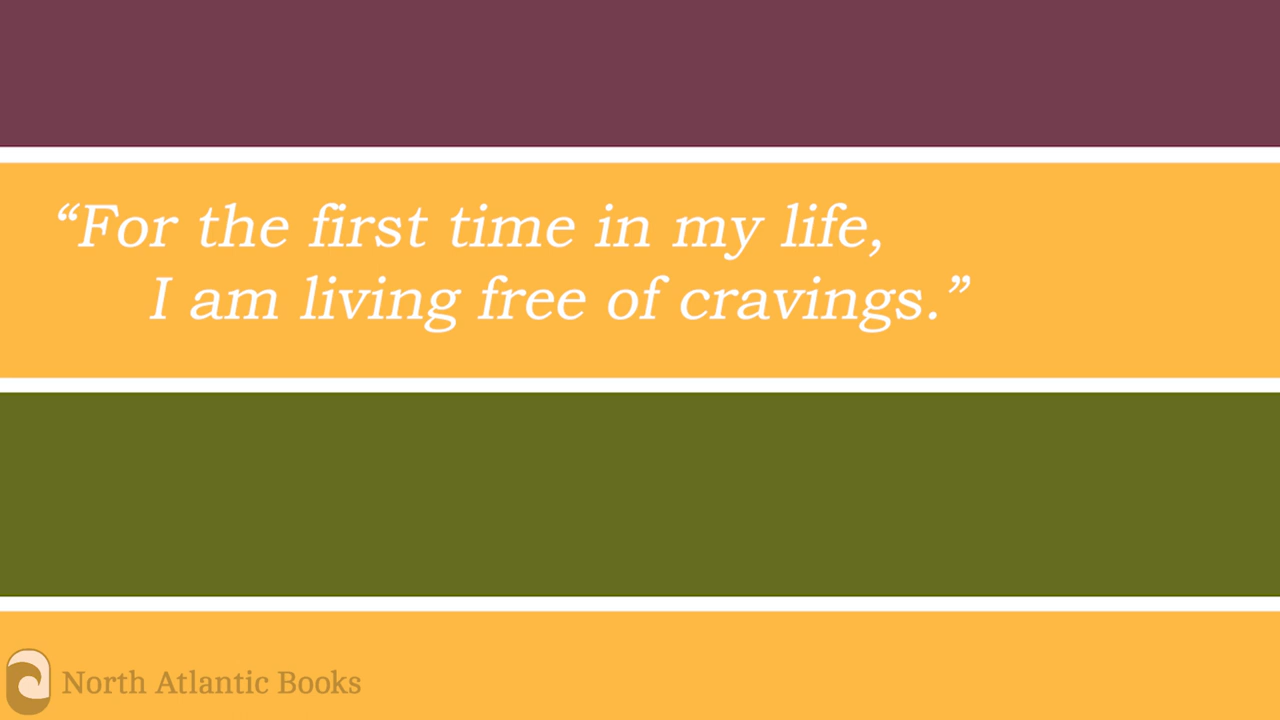 “For the first time in my life,
I am living free of cravings.”
North Atlantic Books